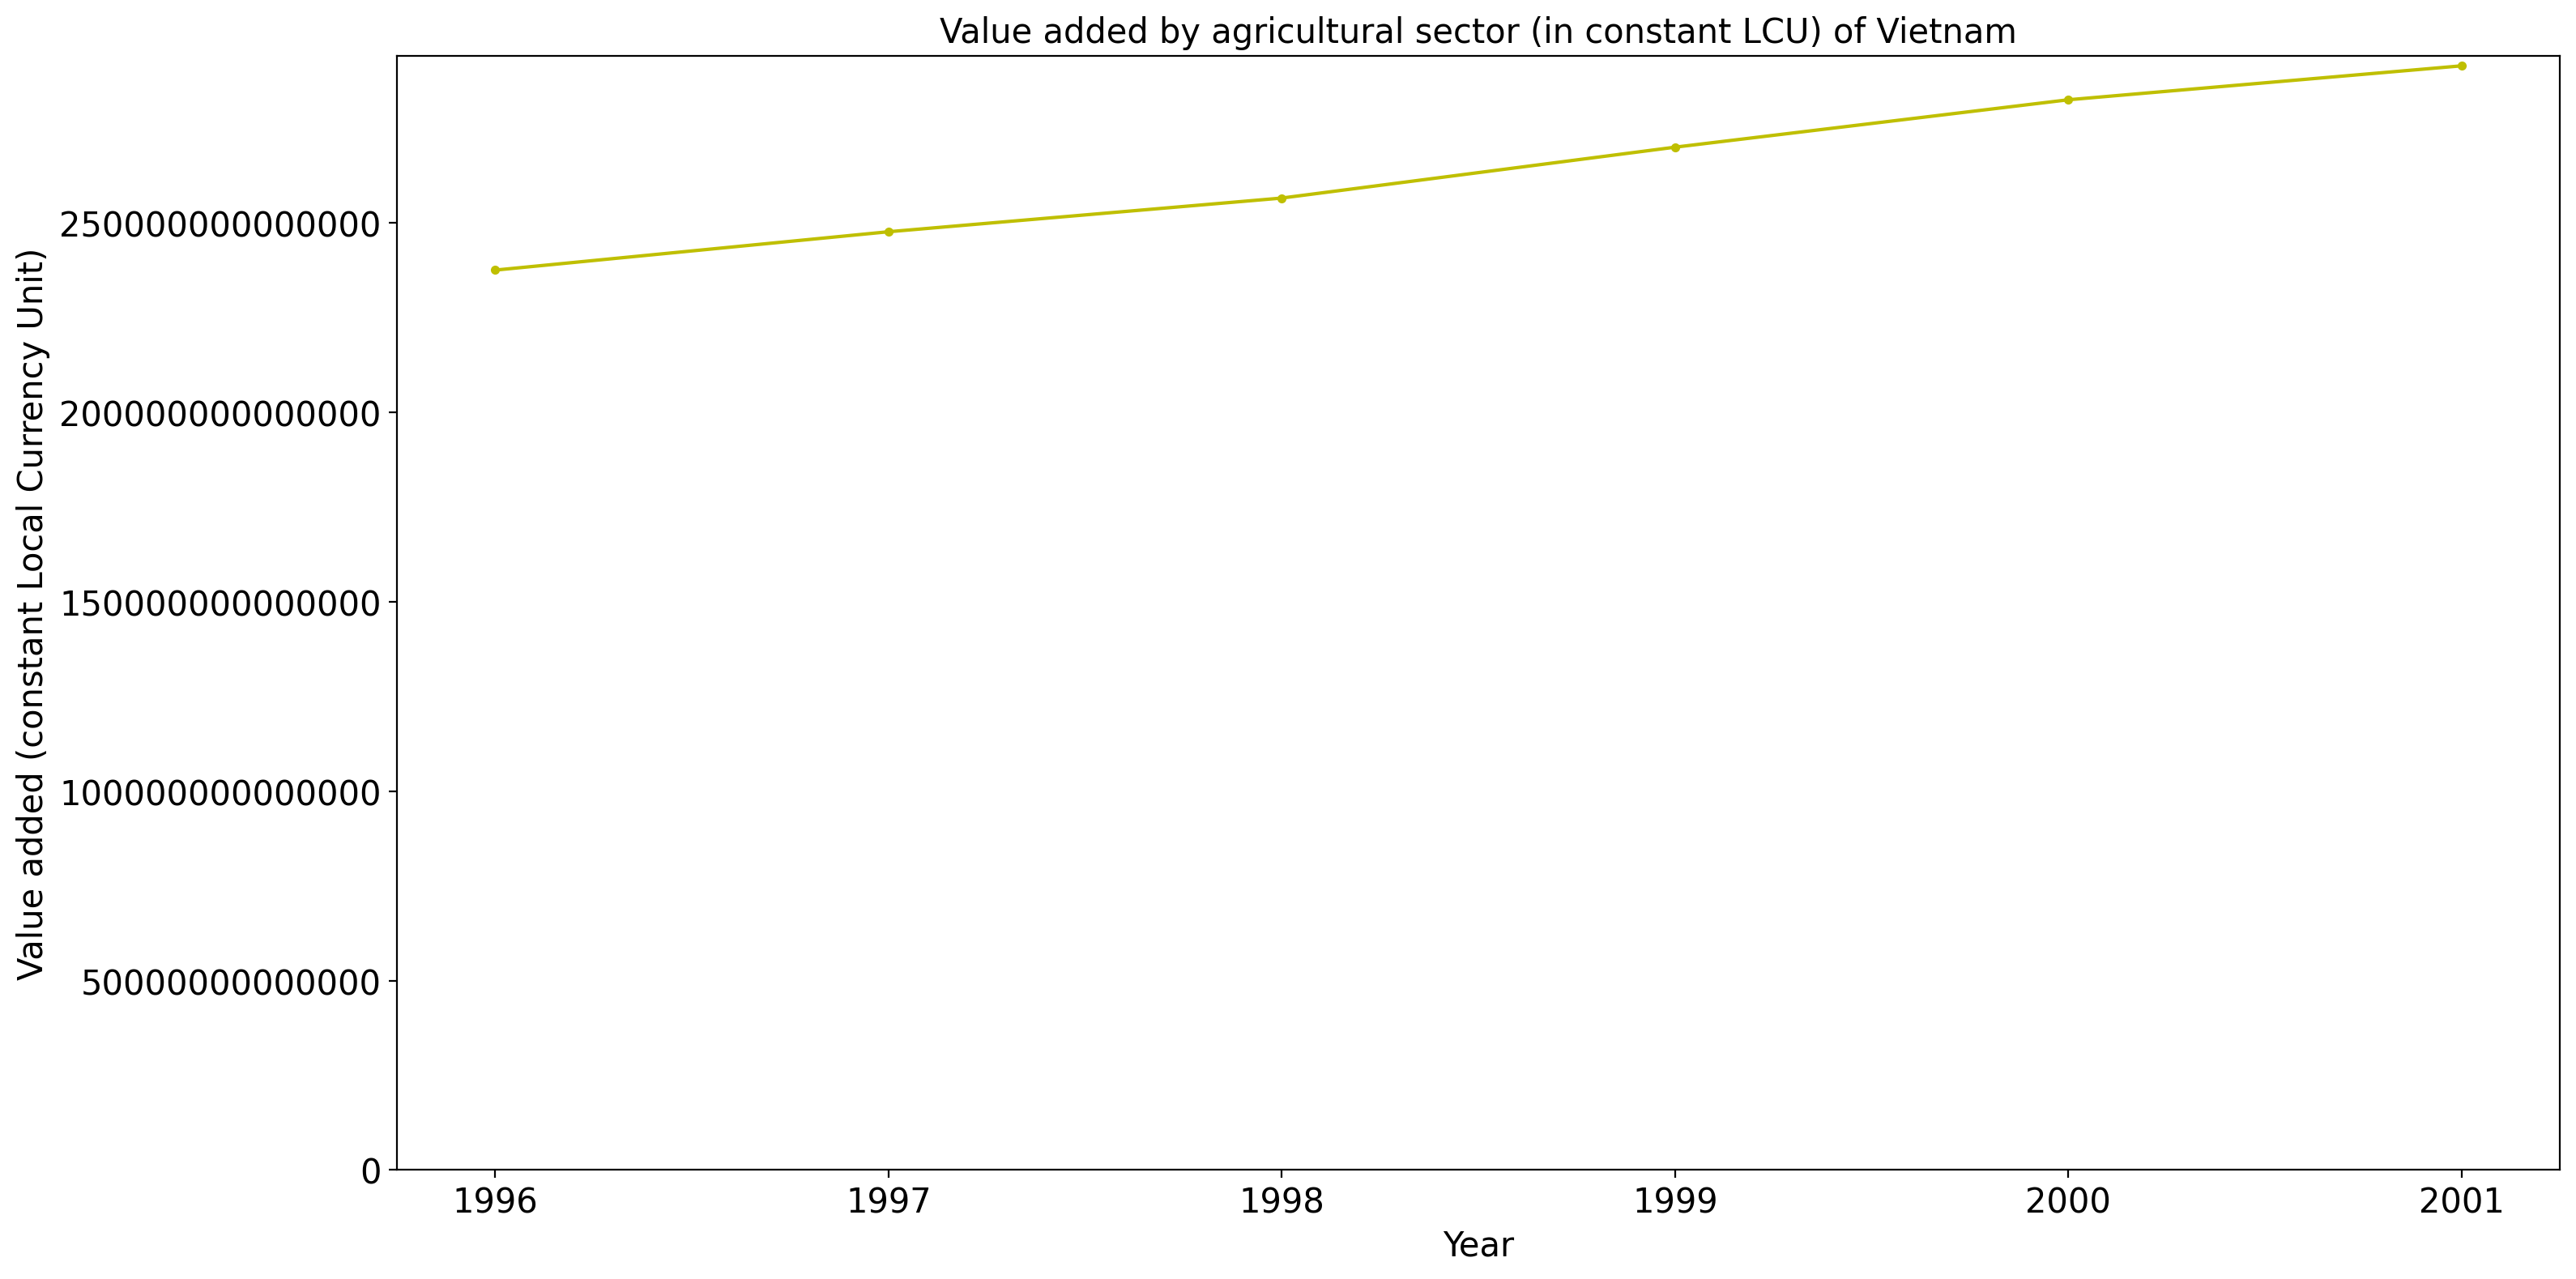 Value added by agricultural sector (in constant LCU) of Vietnam
Value added (constant Local Currency Unit)
250000000000000
200000000000000
150000000000000
100000000000000
50000000000000
0
1996 1997 1998 1999 2000 2001
Year